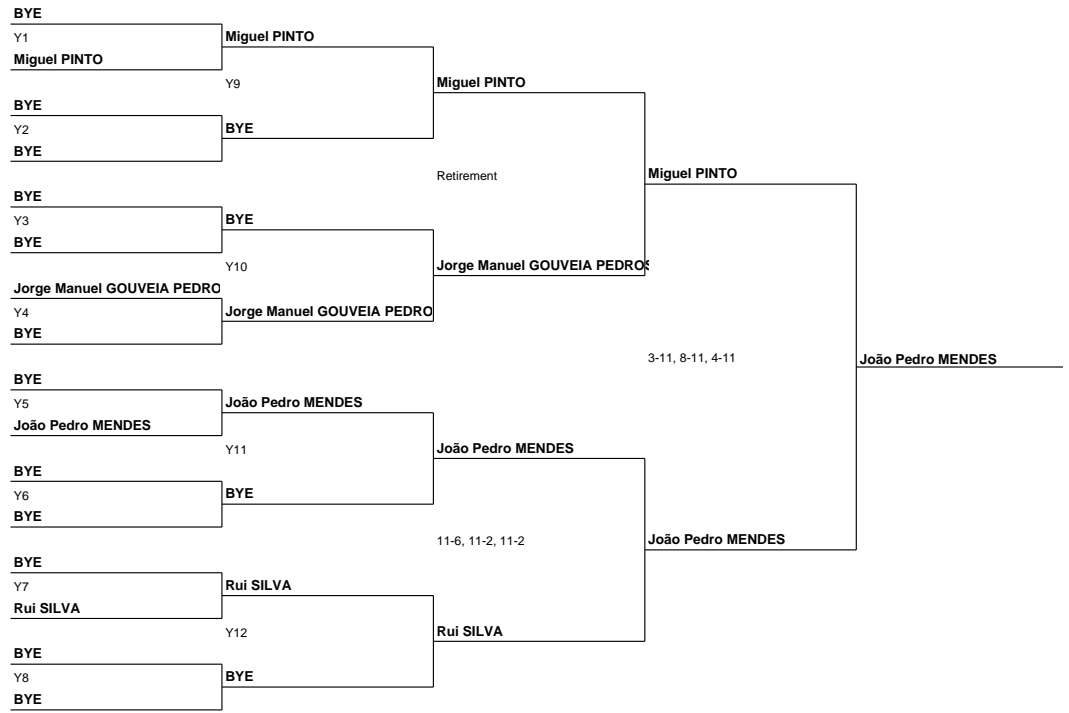 BYE
Y1
Miguel PINTO
BYE
Y2
BYE
BYE
Y3
BYE
Jorge Manuel GOUVEIA PEDRO
Y4
BYE
BYE
Y5
João Pedro MENDES
BYE
Y6
BYE
BYE
Y7
Rui SILVA
BYE
Y8
BYE
Miguel PINTO
Y9
BYE
BYE
Y10
Jorge Manuel GOUVEIA PEDRO
João Pedro MENDES
Y11
BYE
Rui SILVA
Y12
BYE
Miguel PINTO
Retirement
Jorge Manuel GOUVEIA PEDROS
João Pedro MENDES
11-6, 11-2, 11-2
Rui SILVA
Miguel PINTO
3-11, 8-11, 4-11
João Pedro MENDES
João Pedro MENDES